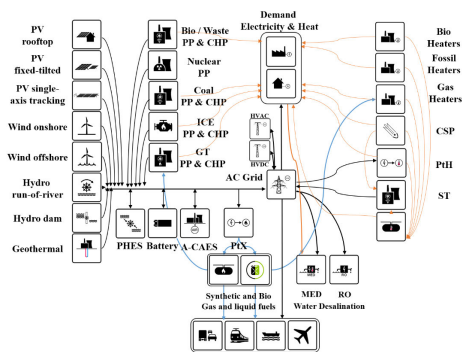 PV
rooftop
PV
fixed-tilted
PV single-
axis tracking
Wind onshore
Wind offshore
Hydro
run-of-river
Hydro dam
Geothermal
Bio / Waste
PP & CHP
Nuclear
PP
Coal
PP & CHP
ICE
PP & CHP
GT
PP & CHP
Demand
Electricity & Heat
HVAC
HVDC
AC Grid
Bio
Heaters
Fossil
Heaters
Gas
Heaters
CSP
PtH
ST
PHES
Battery
A-CAES
PtX
Synthetic and Bio
Gas and liquid fuels
MED
RO
MED
RO
Water Desalination